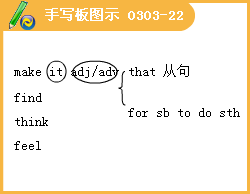 手写板图示 0303-22
make it adj/adv that 从句
find
for sb to do sth
think
feel